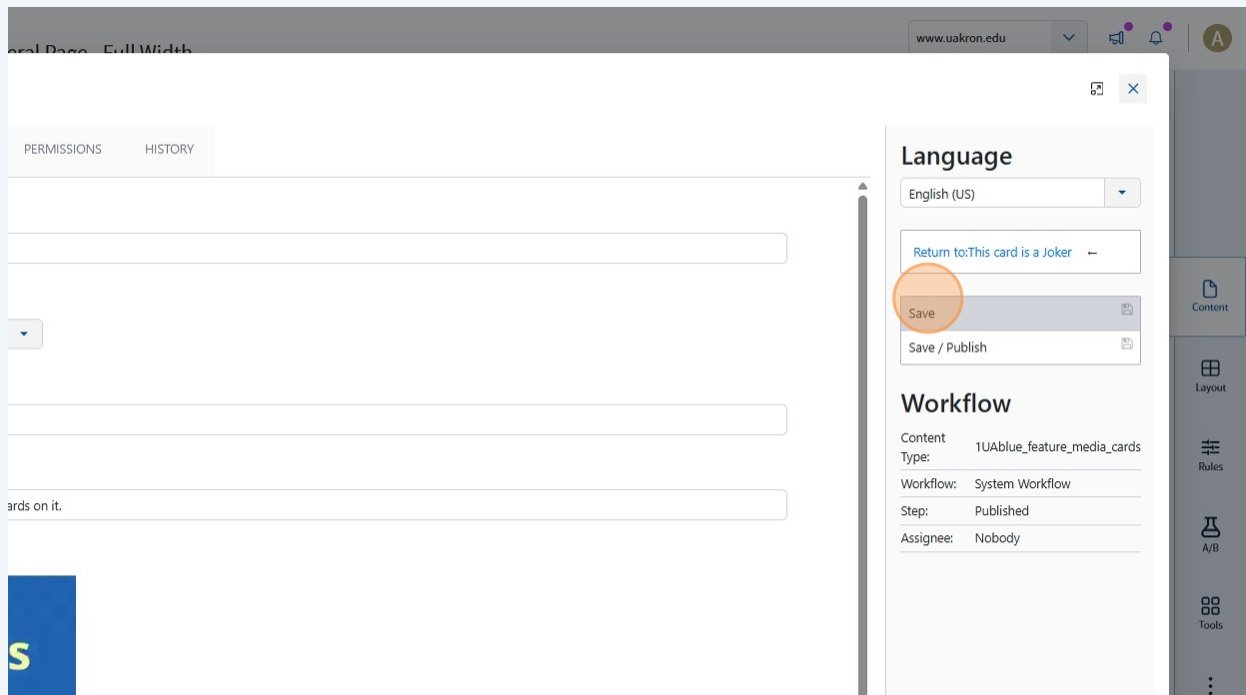 eral Page - Full Width
www.uakron.edu
A
PERMISSIONS
HISTORY
Language
English (US)
Return to:This card is a Joker ←
Save
Save / Publish
Workflow
Content Type:
1UAblue_feature_media_cards
Workflow:
System Workflow
Step:
Published
Assignee:
Nobody
ards on it.
s
Content
Layout
Rules
A/B
Tools